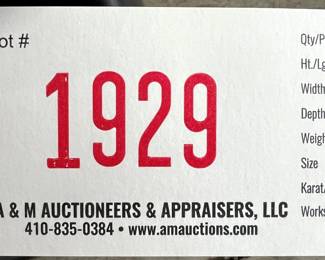 ot #
1929
A & M AUCTIONEERS & APPRAISERS, LLC
410-835-0384 • www.amauctions.com
Qty/P
Ht./Lg
Width
Depth
Weigh
Size
Karat/
Works